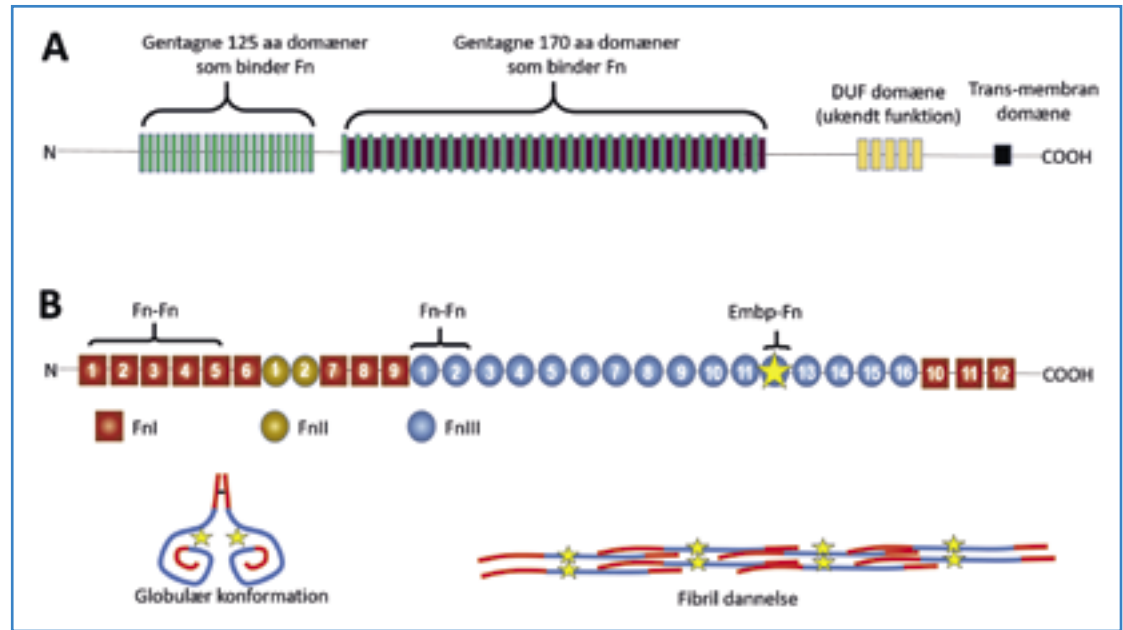 A
Gentagne 125 aa domæner
som binder Fn
Gentagne 170 aa domæner
som binder Fn
DUF domæne
(ukendt funktion)
Trans-membran
domæne
N
COOH
B
Fn-Fn
Fn-Fn
Embp-Fn
N 1 2 3 4 5 6 1 2 7 8 9 1 2 3 4 5 6 7 8 9 10 11 13 14 15 16 10 11 12 COOH
FnI
FnII
FnIII
Globulær konformation
Fibril dannelse